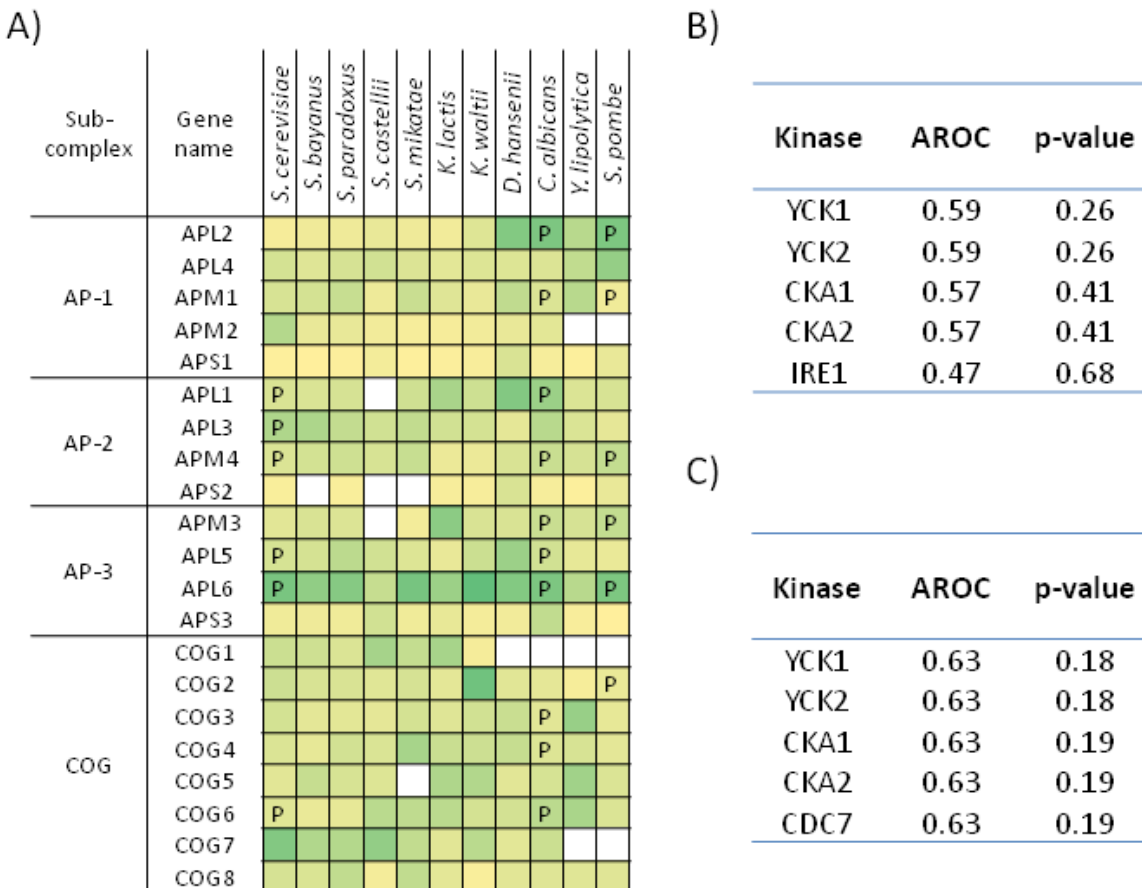 A)
Sub-complex Gene name S. cerevisiae S. bayanus S. paradoxus S. castellii S. mikatae K. lactis K. waltii D. hansenii C. albicans Y. lipolytica S. pombe
AP-1
APL2 P P
APL4
APM1 P P
APM2
APS1
AP-2
APL1 P P
APL3 P
APM4 P P P
APS2
AP-3
APM3 P P
APL5 P P
APL6 P P P
APS3
COG
COG1
COG2 P
COG3 P
COG4 P
COG5
COG6 P P
COG7
COG8
B)
Kinase AROC p-value
YCK1 0.59 0.26
YCK2 0.59 0.26
CKA1 0.57 0.41
CKA2 0.57 0.41
IRE1 0.47 0.68
C)
Kinase AROC p-value
YCK1 0.63 0.18
YCK2 0.63 0.18
CKA1 0.63 0.19
CKA2 0.63 0.19
CDC7 0.63 0.19